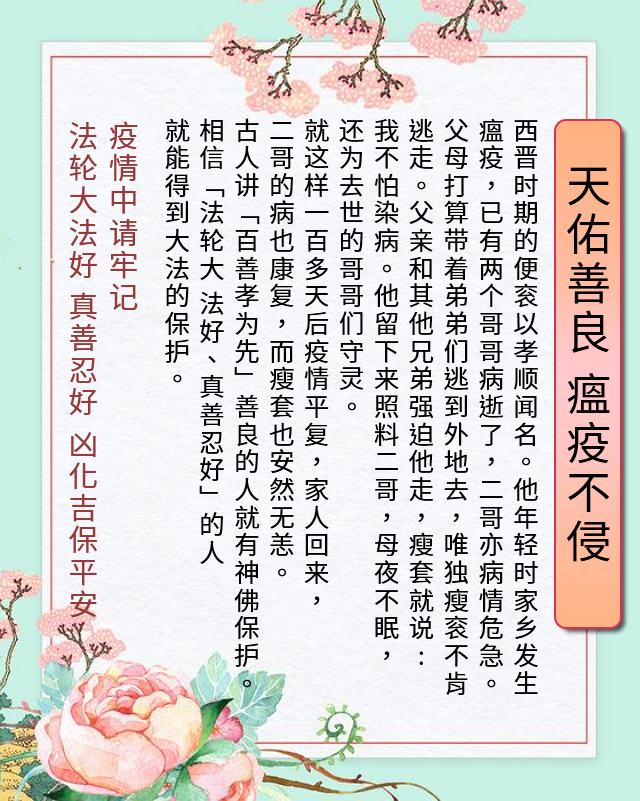 天佑善良 瘟疫不侵
西晋时期的便衮以孝顺闻名。他年轻时家乡发生
瘟疫，已有两个哥哥病逝了，二哥亦病情危急。
父母打算带着弟弟们逃到外地去，唯独瘦衮不肯
逃走。父亲和其他兄弟强迫他走，瘦套就说：
我不怕染病。他留下来照料二哥，母夜不眠，
还为去世的哥哥们守灵。
就这样一百多天后疫情平复，家人回来，
二哥的病也康复，而瘦套也安然无恙。
古人讲「百善孝为先」善良的人就有神佛保护。
相信「法轮大 法好、真善忍好」的人
就能得到大法的保护。
疫情中请牢记
法轮大法好 真善忍好 凶化吉保平安